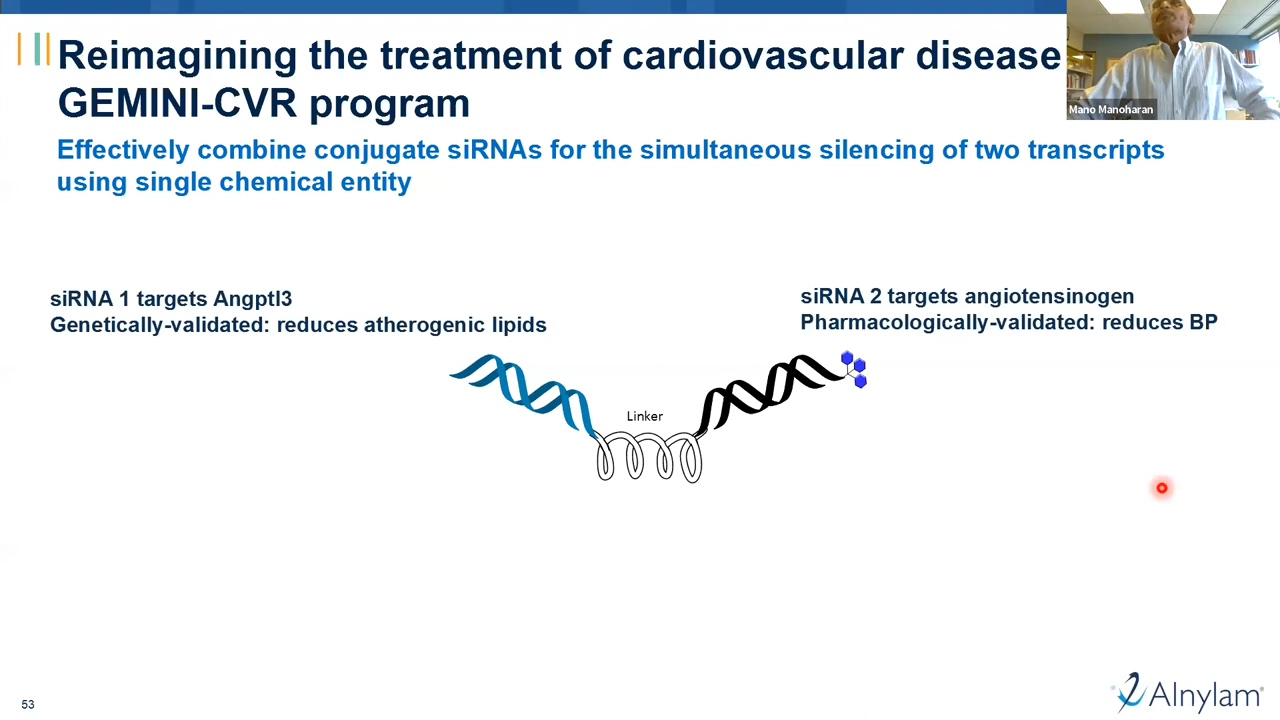 Reimagining the treatment of cardiovascular disease
GEMINI-CVR program
Mano Manoharan
Effectively combine conjugate siRNAs for the simultaneous silencing of two transcripts
using single chemical entity
siRNA 1 targets Angptl3
Genetically-validated: reduces atherogenic lipids
siRNA 2 targets angiotensinogen
Pharmacologically-validated: reduces BP
Linker
53
Alnylam®